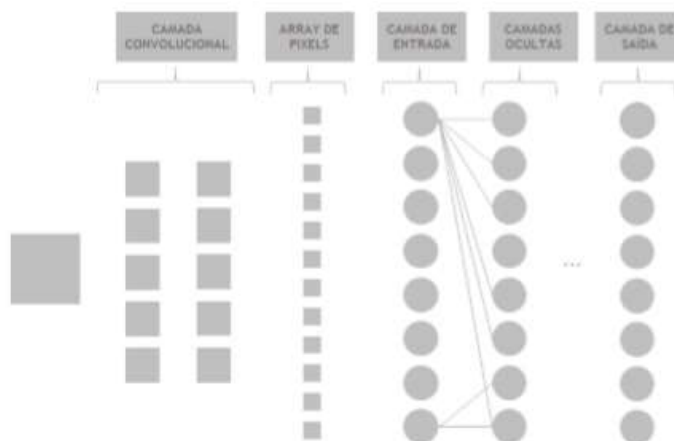 CAMADA
CONVOLUCIONAL
ARRAY DE
PIXELS
CAMADA DE
ENTRADA
CAMADAS
OCULTAS
CAMADA DE
SAÍDA
...